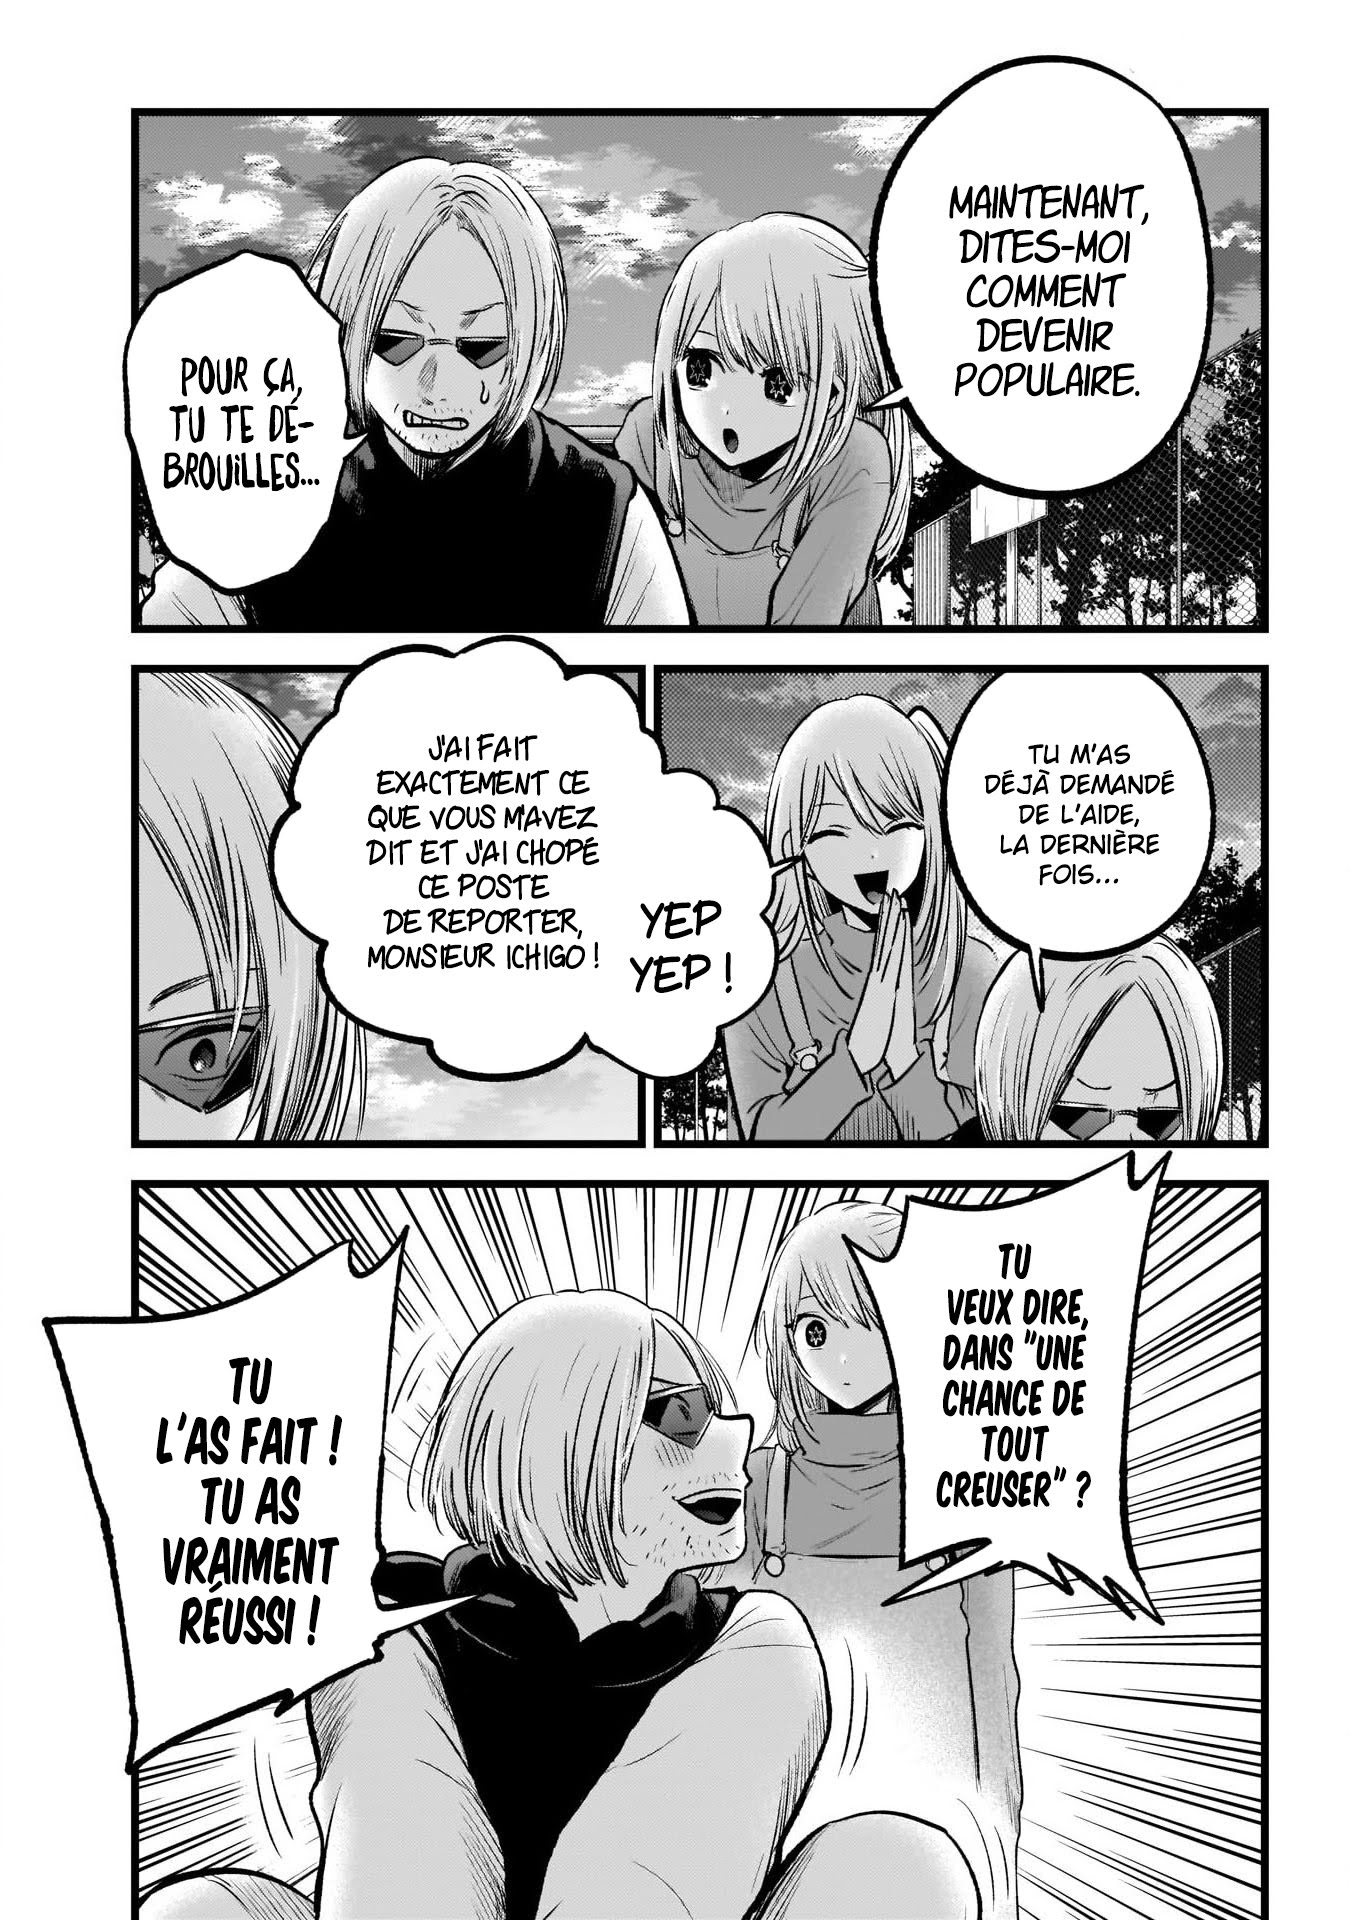 MAINTENANT,
DITES-MOI
COMMENT
DEVENIR
POPULAIRE.
POUR ÇA,
TU TE DÉ-
BROUILLES...
TU M'AS
DÉJÀ DEMANDÉ
DE L'AIDE,
LA DERNIÈRE
FOIS...
YEP
YEP !
J'AI FAIT
EXACTEMENT CE
QUE VOUS M'AVEZ
DIT ET J'AI CHOPÉ
CE POSTE
DE REPORTER,
MONSIEUR ICHIGO !
TU
VEUX DIRE,
DANS "UNE
CHANCE DE
TOUT
CREUSER" ?
TU
L'AS FAIT !
TU AS
VRAIMENT
RÉUSSI !